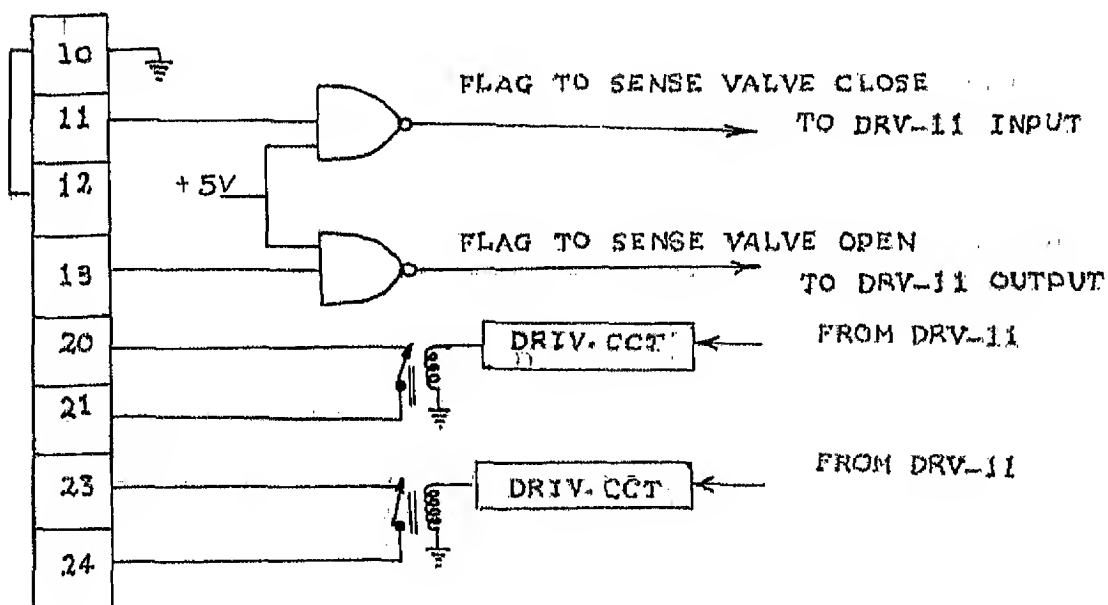 10
FLAG TO SENSE VALVE CLOSE
11
TO DRV-11 INPUT
12
+5V
FLAG TO SENSE VALVE OPEN
13
TO DRV-11 OUTPUT
20
DRIV. CCT
FROM DRV-11
21
23
DRIV. CCT
FROM DRV-11
24